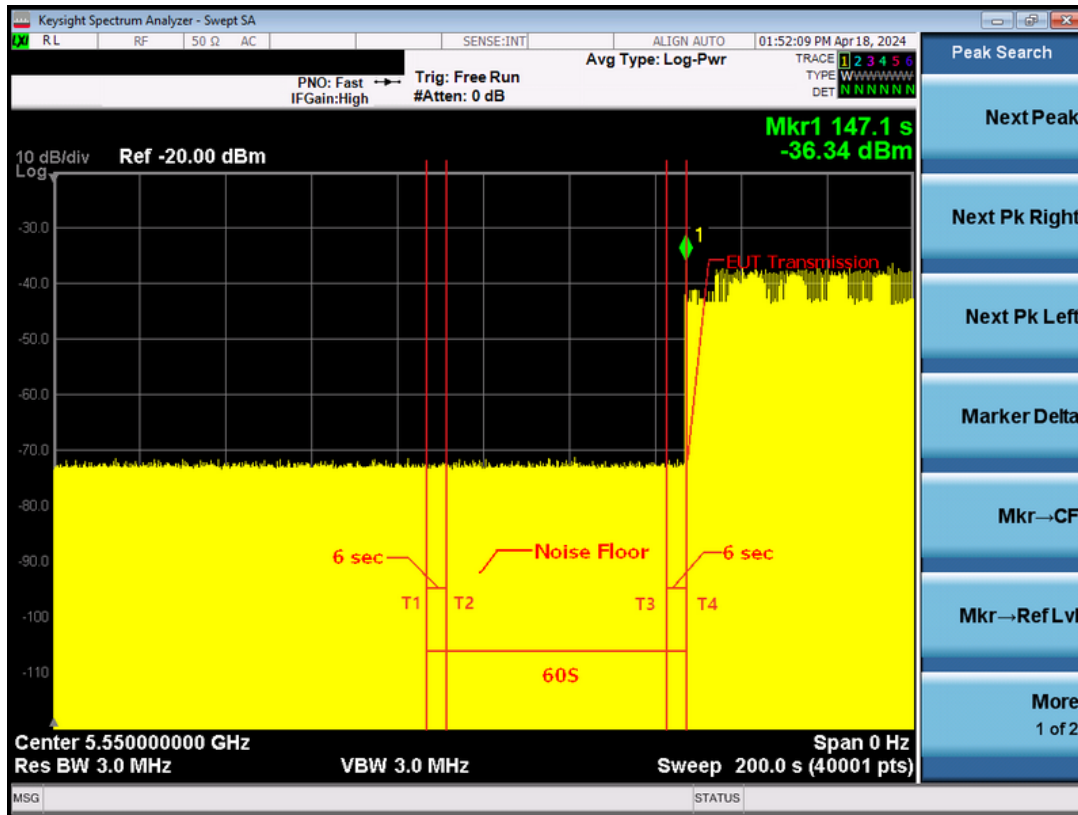 Keysight Spectrum Analyzer - Swept SA
LXI RL RF 50 Ω AC SENSE:INT ALIGN AUTO 01:52:09 PM Apr 18, 2024
Avg Type: Log-Pwr TRACE 1 2 3 4 5 6
PNO: Fast Trig: Free Run TYPE WWWWWW
IFGain:High #Atten: 0 dB DET N N N N N N
Mkr1 147.1 s
-36.34 dBm
10 dB/div Ref -20.00 dBm
Log
-30.0
1
EUT Transmission
-40.0
-50.0
-60.0
-70.0
-80.0
-90.0
6 sec Noise Floor 6 sec
T1 T2 T3 T4
-100
-110
60S
Center 5.550000000 GHz Span 0 Hz
Res BW 3.0 MHz VBW 3.0 MHz Sweep 200.0 s (40001 pts)
MSG STATUS
Peak Search
Next Peak
Next Pk Right
Next Pk Left
Marker Delta
Mkr→CF
Mkr→Ref Lvl
More
1 of 2